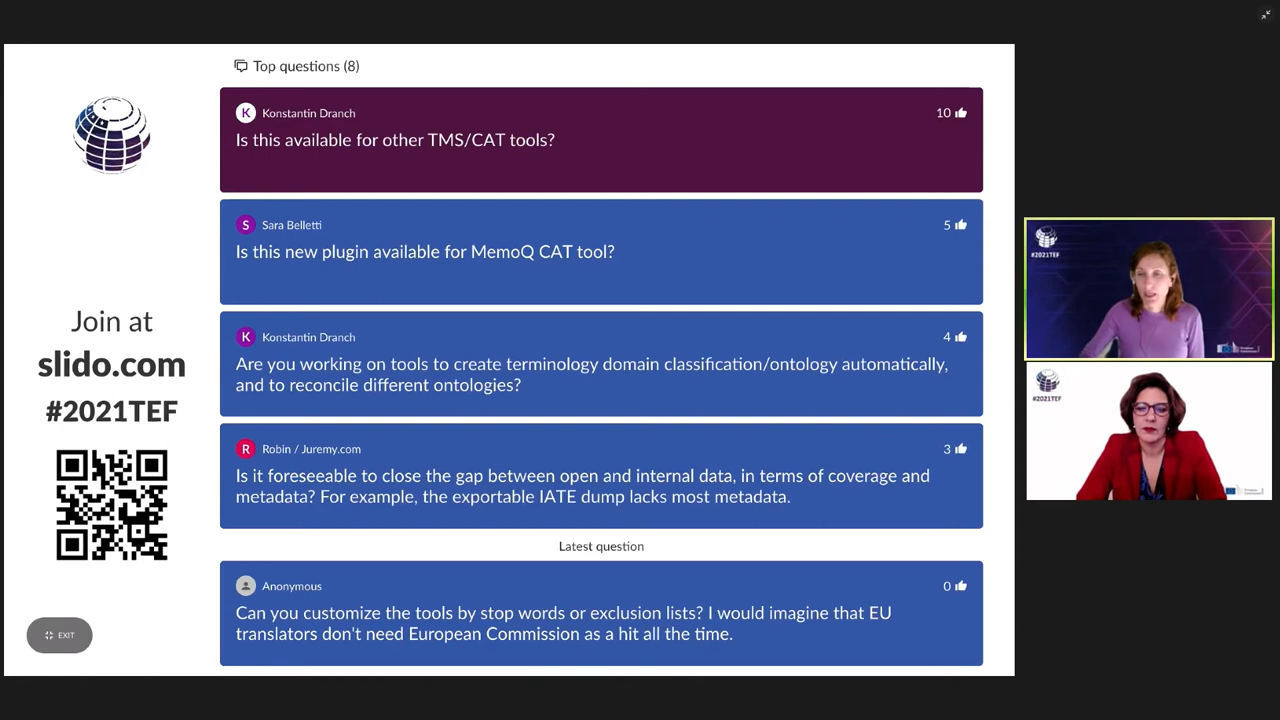 Top questions (8)
K Konstantin Dranch 10
Is this available for other TMS/CAT tools?
S Sara Belletti 5
Is this new plugin available for MemoQ CAT tool?
K Konstantin Dranch 4
Are you working on tools to create terminology domain classification/ontology automatically,
and to reconcile different ontologies?
R Robin / Juremy.com 3
Is it foreseeable to close the gap between open and internal data, in terms of coverage and
metadata? For example, the exportable IATE dump lacks most metadata.
Latest question
Anonymous 0
Can you customize the tools by stop words or exclusion lists? I would imagine that EU
translators don't need European Commission as a hit all the time.
Join at
slido.com
#2021TEF
EXIT
#2021TEF
#2021TEF